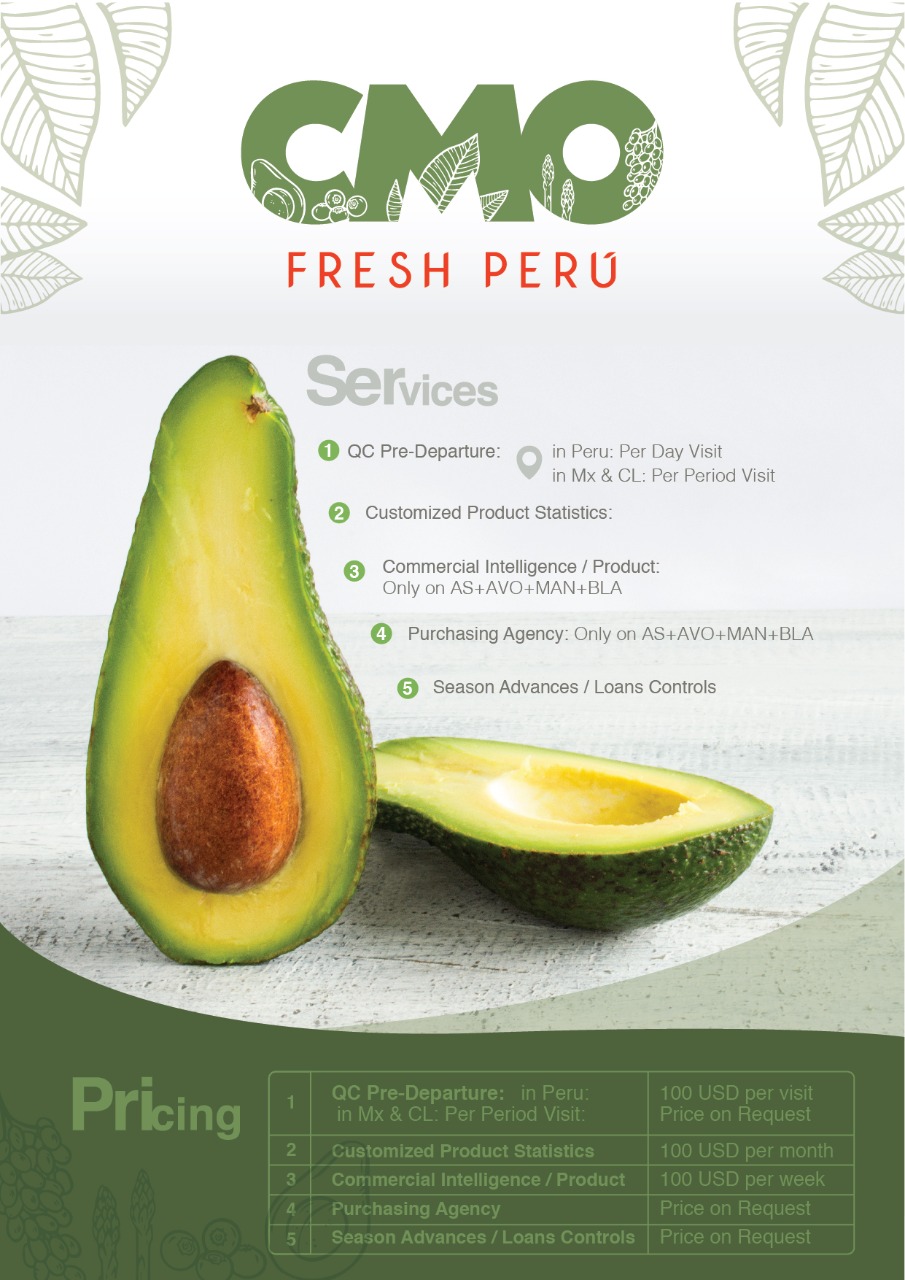 CMO
FRESH PERÚ
Services
1 QC Pre-Departure: in Peru: Per Day Visit
in Mx & CL: Per Period Visit
2 Customized Product Statistics:
3 Commercial Intelligence / Product:
Only on AS+AVO+MAN+BLA
4 Purchasing Agency: Only on AS+AVO+MAN+BLA
5 Season Advances / Loans Controls
Pricing
1 QC Pre-Departure: in Peru: 100 USD per visit
in Mx & CL: Per Period Visit: Price on Request
2 Customized Product Statistics 100 USD per month
3 Commercial Intelligence / Product 100 USD per week
4 Purchasing Agency Price on Request
5 Season Advances / Loans Controls Price on Request